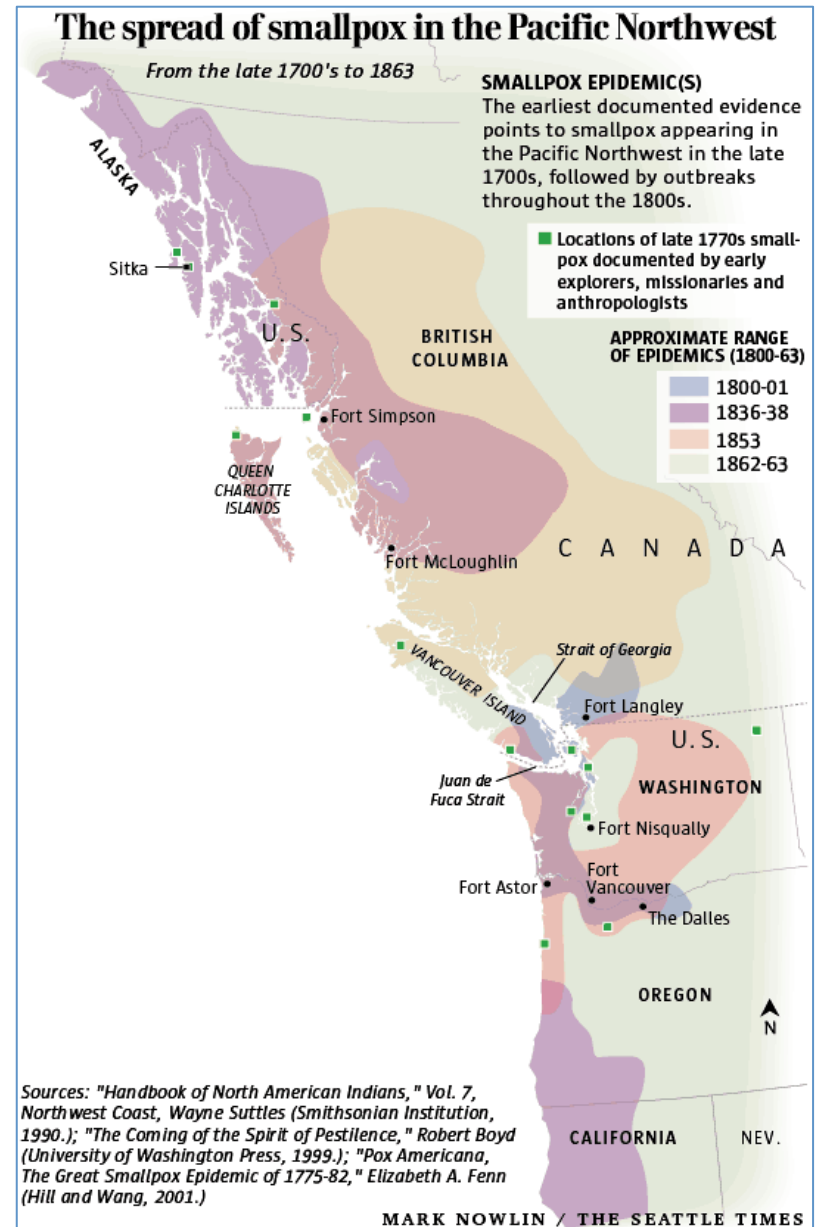 The spread of smallpox in the Pacific Northwest
From the late 1700's to 1863
SMALLPOX EPIDEMIC(S)
The earliest documented evidence
points to smallpox appearing in
the Pacific Northwest in the late
1700s, followed by outbreaks
throughout the 1800s.
Locations of late 1770s small-
pox documented by early
explorers, missionaries and
anthropologists
APPROXIMATE RANGE
OF EPIDEMICS (1800-63)
1800-01
1836-38
1853
1862-63
ALASKA
Sitka
U.S.
BRITISH
COLUMBIA
Fort Simpson
QUEEN
CHARLOTTE
ISLANDS
CANADA
Fort McLoughlin
Strait of Georgia
VANCOUVER ISLAND
Fort Langley
U.S.
Juan de
Fuca Strait
WASHINGTON
Fort Nisqually
Fort Astor
Fort
Vancouver
The Dalles
OREGON
N
CALIFORNIA
NEV.
Sources: "Handbook of North American Indians," Vol. 7,
Northwest Coast, Wayne Suttles (Smithsonian Institution,
1990.); "The Coming of the Spirit of Pestilence," Robert Boyd
(University of Washington Press, 1999.); "Pox Americana,
The Great Smallpox Epidemic of 1775-82," Elizabeth A. Fenn
(Hill and Wang, 2001.)
MARK NOWLIN / THE SEATTLE TIMES